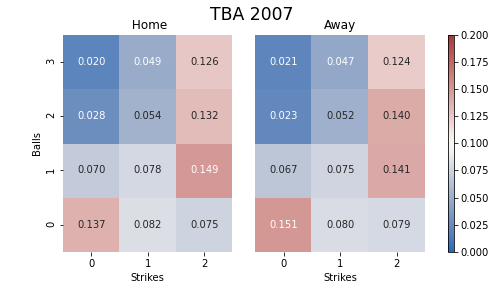 TBA 2007
Home Away
3 0.020 0.049 0.126 0.021 0.047 0.124 0.200
0.175
2 0.028 0.054 0.132 0.023 0.052 0.140 0.150
0.125
Balls
0.100
1 0.070 0.078 0.149 0.067 0.075 0.141 0.075
0.050
0 0.137 0.082 0.075 0.151 0.080 0.079 0.025
0.000
0 1 2 0 1 2
Strikes Strikes